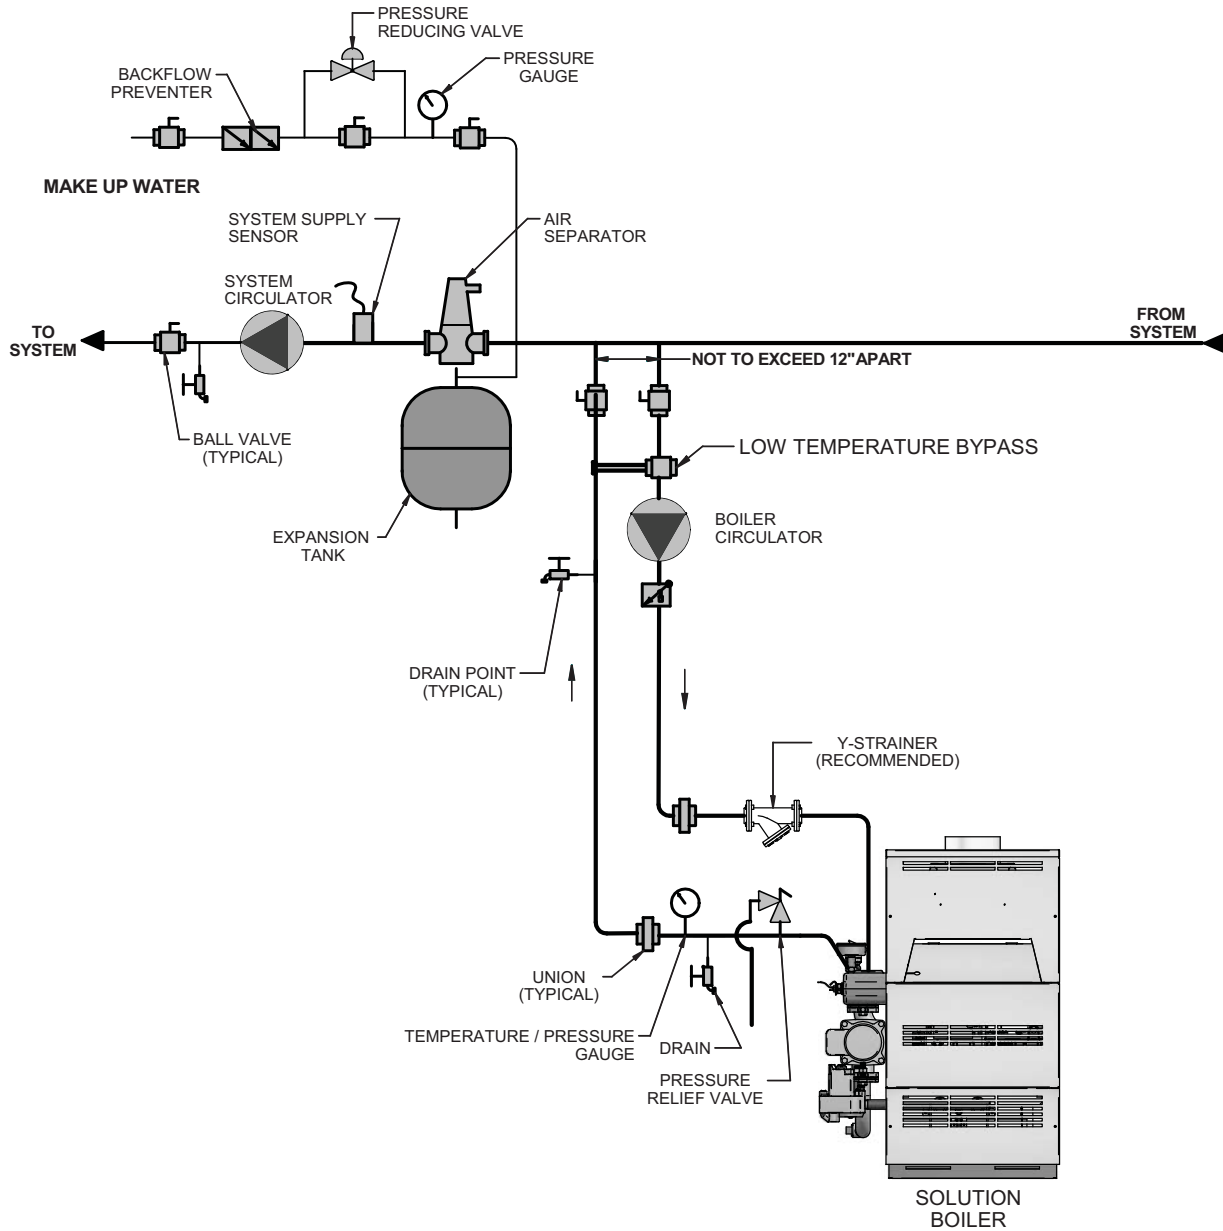 PRESSURE
REDUCING VALVE
PRESSURE
GAUGE
BACKFLOW
PREVENTER
MAKE UP WATER
SYSTEM SUPPLY
SENSOR
AIR
SEPARATOR
SYSTEM
CIRCULATOR
TO
SYSTEM
FROM
SYSTEM
NOT TO EXCEED 12" APART
BALL VALVE
(TYPICAL)
LOW TEMPERATURE BYPASS
EXPANSION
TANK
BOILER
CIRCULATOR
DRAIN POINT
(TYPICAL)
Y-STRAINER
(RECOMMENDED)
UNION
(TYPICAL)
TEMPERATURE / PRESSURE
GAUGE
DRAIN
PRESSURE
RELIEF VALVE
SOLUTION
BOILER